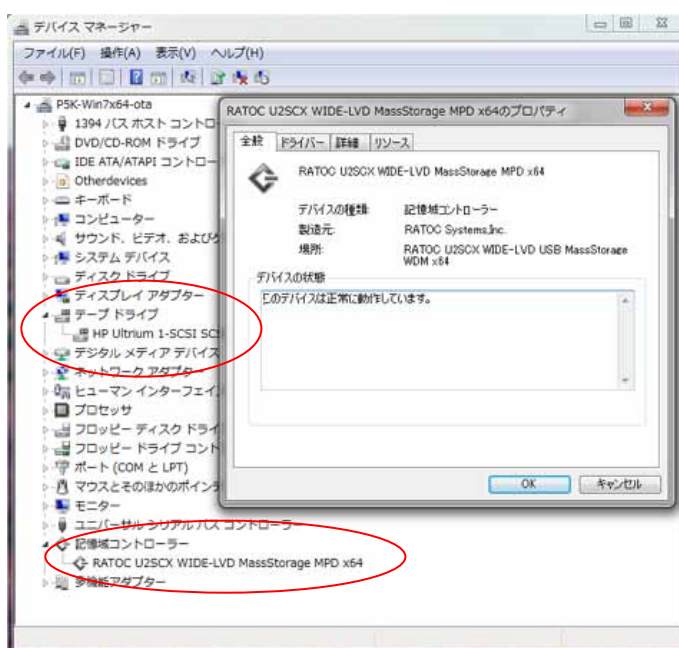 デバイス マネージャー
ファイル(F) 操作(A) 表示(V) ヘルプ(H)
P5K-Win7x64-ota
1394 バス ホスト コントロ
DVD/CD-ROM ドライブ
IDE ATA/ATAPI コントロー
Otherdevices
キーボード
コンピューター
サウンド、ビデオ、および
システム デバイス
ディスク ドライブ
ディスプレイ アダプター
テープ ドライブ
HP Ultrium 1-SCSI
デジタル メディア デバイス
ネットワーク アダプター
ヒューマン インターフェイ
プロセッサ
フロッピー ディスク ドライ
フロッピー ドライブ コント
ポート (COM と LPT)
マウスとそのほかのポイン
モニター
ユニバーサル シリアル バス コントローラー
記憶域コントローラー
RATOC U2SCX WIDE-LVD MassStorage MPD x64
多機能アダプター
RATOC U2SCX WIDE-LVD MassStorage MPD x64のプロパティ
全般 ドライバー 詳細 リソース
RATOC U2SCX WIDE-LVD MassStorage MPD x64
デバイスの種類: 記憶域コントローラー
製造元: RATOC Systems,Inc.
場所: RATOC U2SCX WIDE-LVD USB MassStorage
WDM x64
デバイスの状態
このデバイスは正常に動作しています。
OK キャンセル